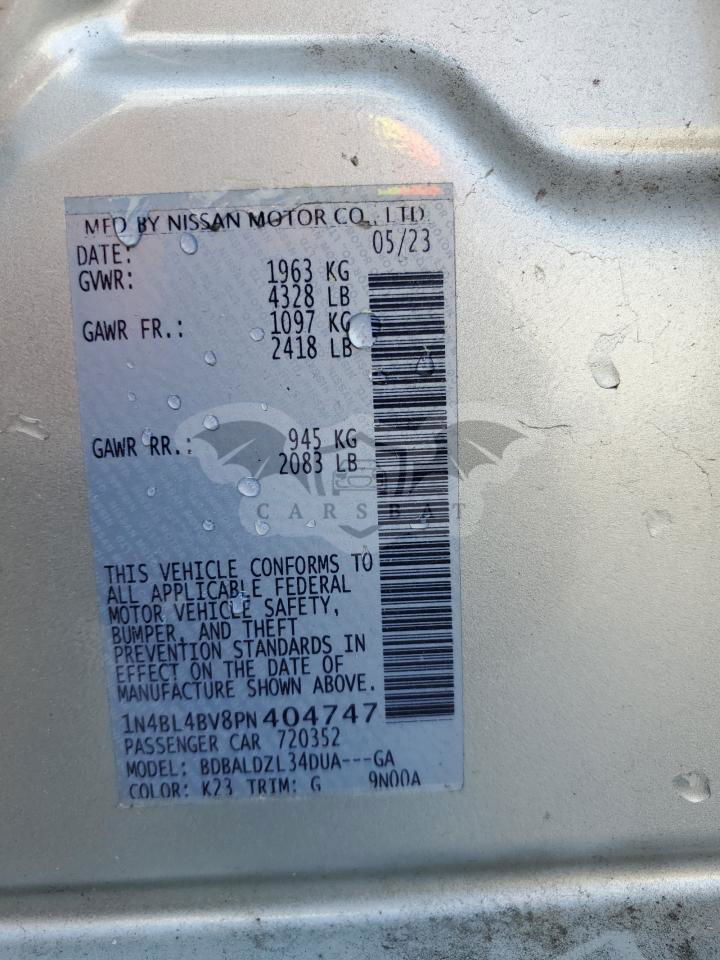 MFD BY NISSAN MOTOR CO., LTD
DATE: 05/23
GVWR: 1963 KG
4328 LB
GAWR FR.: 1097 KG
2418 LB
GAWR RR.: 945 KG
2083 LB
CARSBAT
THIS VEHICLE CONFORMS TO
ALL APPLICABLE FEDERAL
MOTOR VEHICLE SAFETY,
BUMPER, AND THEFT
PREVENTION STANDARDS IN
EFFECT ON THE DATE OF
MANUFACTURE SHOWN ABOVE.
1N4BL4BV8PN404747
PASSENGER CAR 720352
MODEL: BDBALDZL34DUA---GA
COLOR: K23 TRIM: G 9N00A